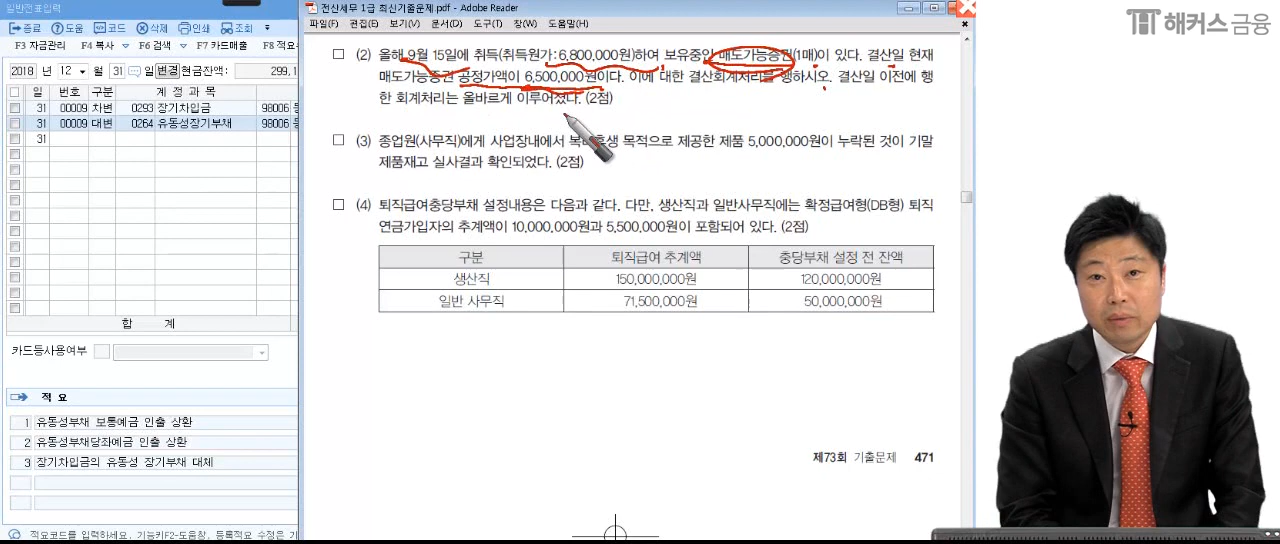 일반전표입력
종료 도움 코드 삭제 인쇄 조회
F3 자금관리 F4 복사 F6 검색 F7 카드매출 F8 적요
2018 12 월 31 일 변경 현금잔액: 299,1
일 번호 구분 계 정 과 목
31 00009 차변 0293 장기차입금 98006
31 00009 대변 0264 유동성장기부채 98006
31
합 계
카드등사용여부
적 요
1 유동성부채 보통예금 인출 상환
2 유동성부채당좌예금 인출 상환
3 장기차입금의 유동성 장기부채 대체
적요코드를 입력하세요. 기능키F2-도움창, 등록적요 수정은 기
전산세무 1급 최신기출문제.pdf - Adobe Reader
파일(F) 편집(E) 보기(V) 문서(D) 도구(T) 창(W) 도움말(H)
(2) 올해 9월 15일에 취득(취득원가:6,800,000원)하여 보유중인 매도가능증권(1매)이 있다. 결산일 현재
매도가능증권 공정가액이 6,500,000원이다. 이에 대한 결산회계처리를 행하시오. 결산일 이전에 행
한 회계처리는 올바르게 이루어졌다. (2점)
(3) 종업원(사무직)에게 사업장내에서 복리후생 목적으로 제공한 제품 5,000,000원이 누락된 것이 기말
제품재고 실사결과 확인되었다. (2점)
(4) 퇴직급여충당부채 설정내용은 다음과 같다. 다만, 생산직과 일반사무직에는 확정급여형(DB형) 퇴직
연금가입자의 추계액이 10,000,000원과 5,500,000원이 포함되어 있다. (2점)
구분 퇴직급여 추계액 충당부채 설정 전 잔액
생산직 150,000,000원 120,000,000원
일반 사무직 71,500,000원 50,000,000원
제73회 기출문제 471
해커스 금융